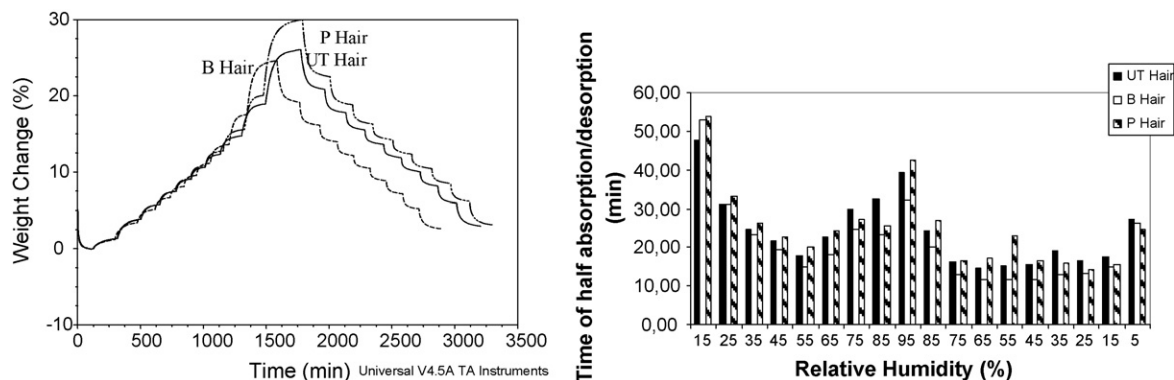 30
20
10
0
-10
Weight Change (%)
P Hair
B Hair
UT Hair
0 500 1000 1500 2000 2500 3000 3500
Time (min)
Universal V4.5A TA Instruments
Time of half absorption/desorption
(min)
60,00
50,00
40,00
30,00
20,00
10,00
0,00
UT Hair
B Hair
P Hair
15 25 35 45 55 65 75 85 95 85 75 65 55 45 35 25 15 5
Relative Humidity (%)